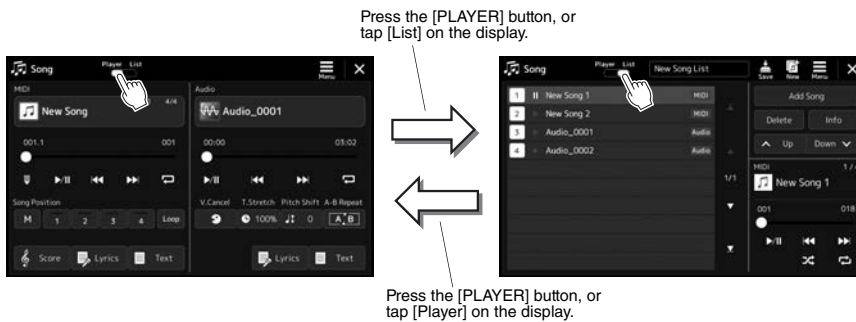 Press the [PLAYER] button, or
tap [List] on the display.
Song
Player List
Menu
MIDI
4/4
New Song
001.1 001
Song Position
M 1 2 3 4 Loop
Score Lyrics Text
Audio
Audio_0001
00:00 03:02
V.Cancel T.Stretch Pitch Shift A-B Repeat
100% 0 A B
Lyrics Text
Song
Player List
New Song List
Save New Menu
1 New Song 1 MIDI
2 New Song 2 MIDI
3 Audio_0001 Audio
4 Audio_0002 Audio
1/1
Add Song
Delete Info
Up Down
MIDI
New Song 1
001 018
Press the [PLAYER] button, or
tap [Player] on the display.